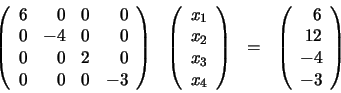 ( 6 0 0 0 ) ( x₁ ) = ( 6 )
( 0 −4 0 0 ) ( x₂ ) ( 12 )
( 0 0 2 0 ) ( x₃ ) ( −4 )
( 0 0 0 −3 ) ( x₄ ) ( −3 )